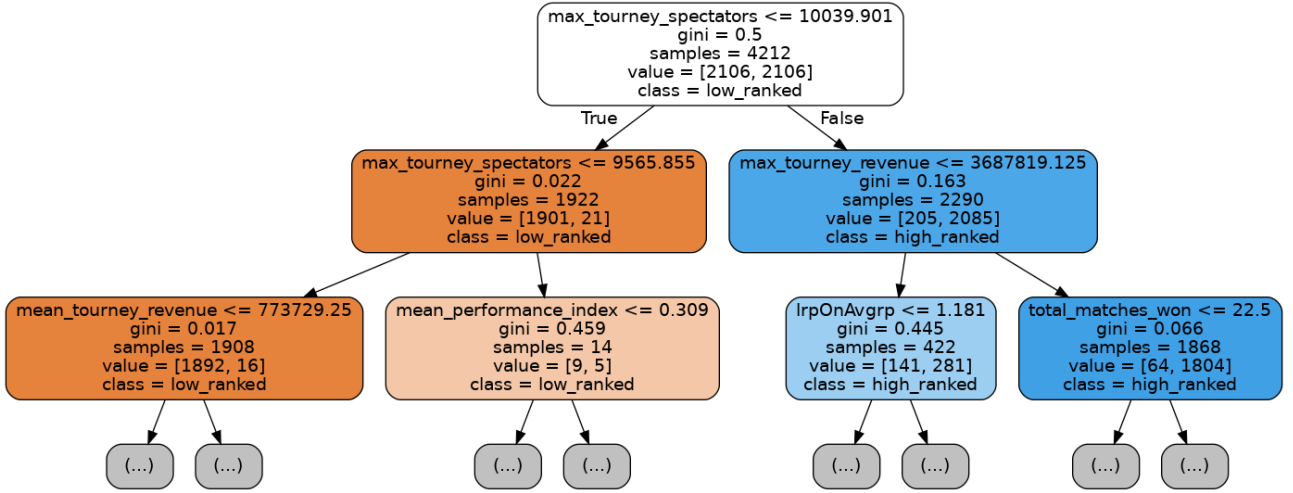 max_tourney_spectators <= 10039.901
gini = 0.5
samples = 4212
value = [2106, 2106]
class = low_ranked
True
False
max_tourney_spectators <= 9565.855
gini = 0.022
samples = 1922
value = [1901, 21]
class = low_ranked
max_tourney_revenue <= 3687819.125
gini = 0.163
samples = 2290
value = [205, 2085]
class = high_ranked
mean_tourney_revenue <= 773729.25
gini = 0.017
samples = 1908
value = [1892, 16]
class = low_ranked
mean_performance_index <= 0.309
gini = 0.459
samples = 14
value = [9, 5]
class = low_ranked
lrpOnAvgrp <= 1.181
gini = 0.445
samples = 422
value = [141, 281]
class = high_ranked
total_matches_won <= 22.5
gini = 0.066
samples = 1868
value = [64, 1804]
class = high_ranked
(...)
(...)
(...)
(...)
(...)
(...)
(...)
(...)